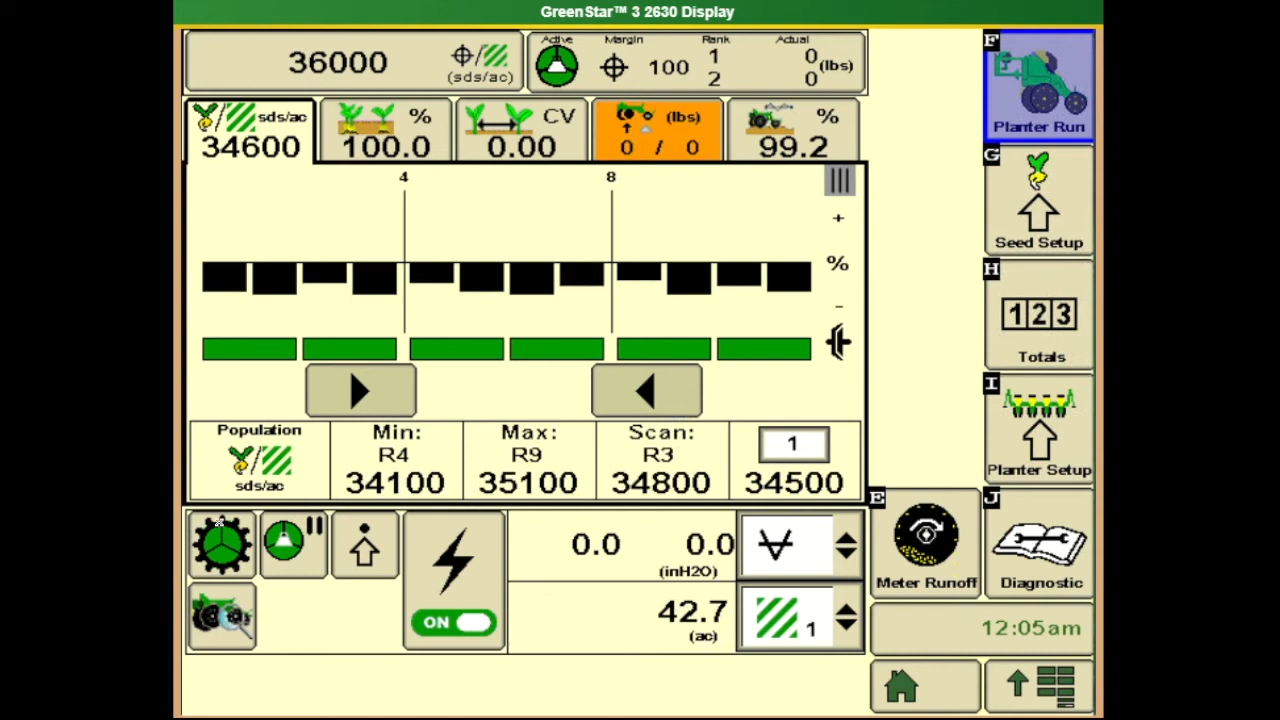 GreenStar™ 3 2630 Display
36000
(sds/ac)
Active
Margin
100
Rank
1
2
Actual
0
0
(lbs)
sds/ac
34600
%
100.0
CV
0.00
(lbs)
0 / 0
%
99.2
4
8
+
%
-
Population
sds/ac
Min:
R4
34100
Max:
R9
35100
Scan:
R3
34800
1
34500
ON
0.0
0.0
(inH2O)
42.7
(ac)
1
F
Planter Run
G
Seed Setup
H
123
Totals
I
Planter Setup
E
Meter Runoff
J
Diagnostic
12:05am